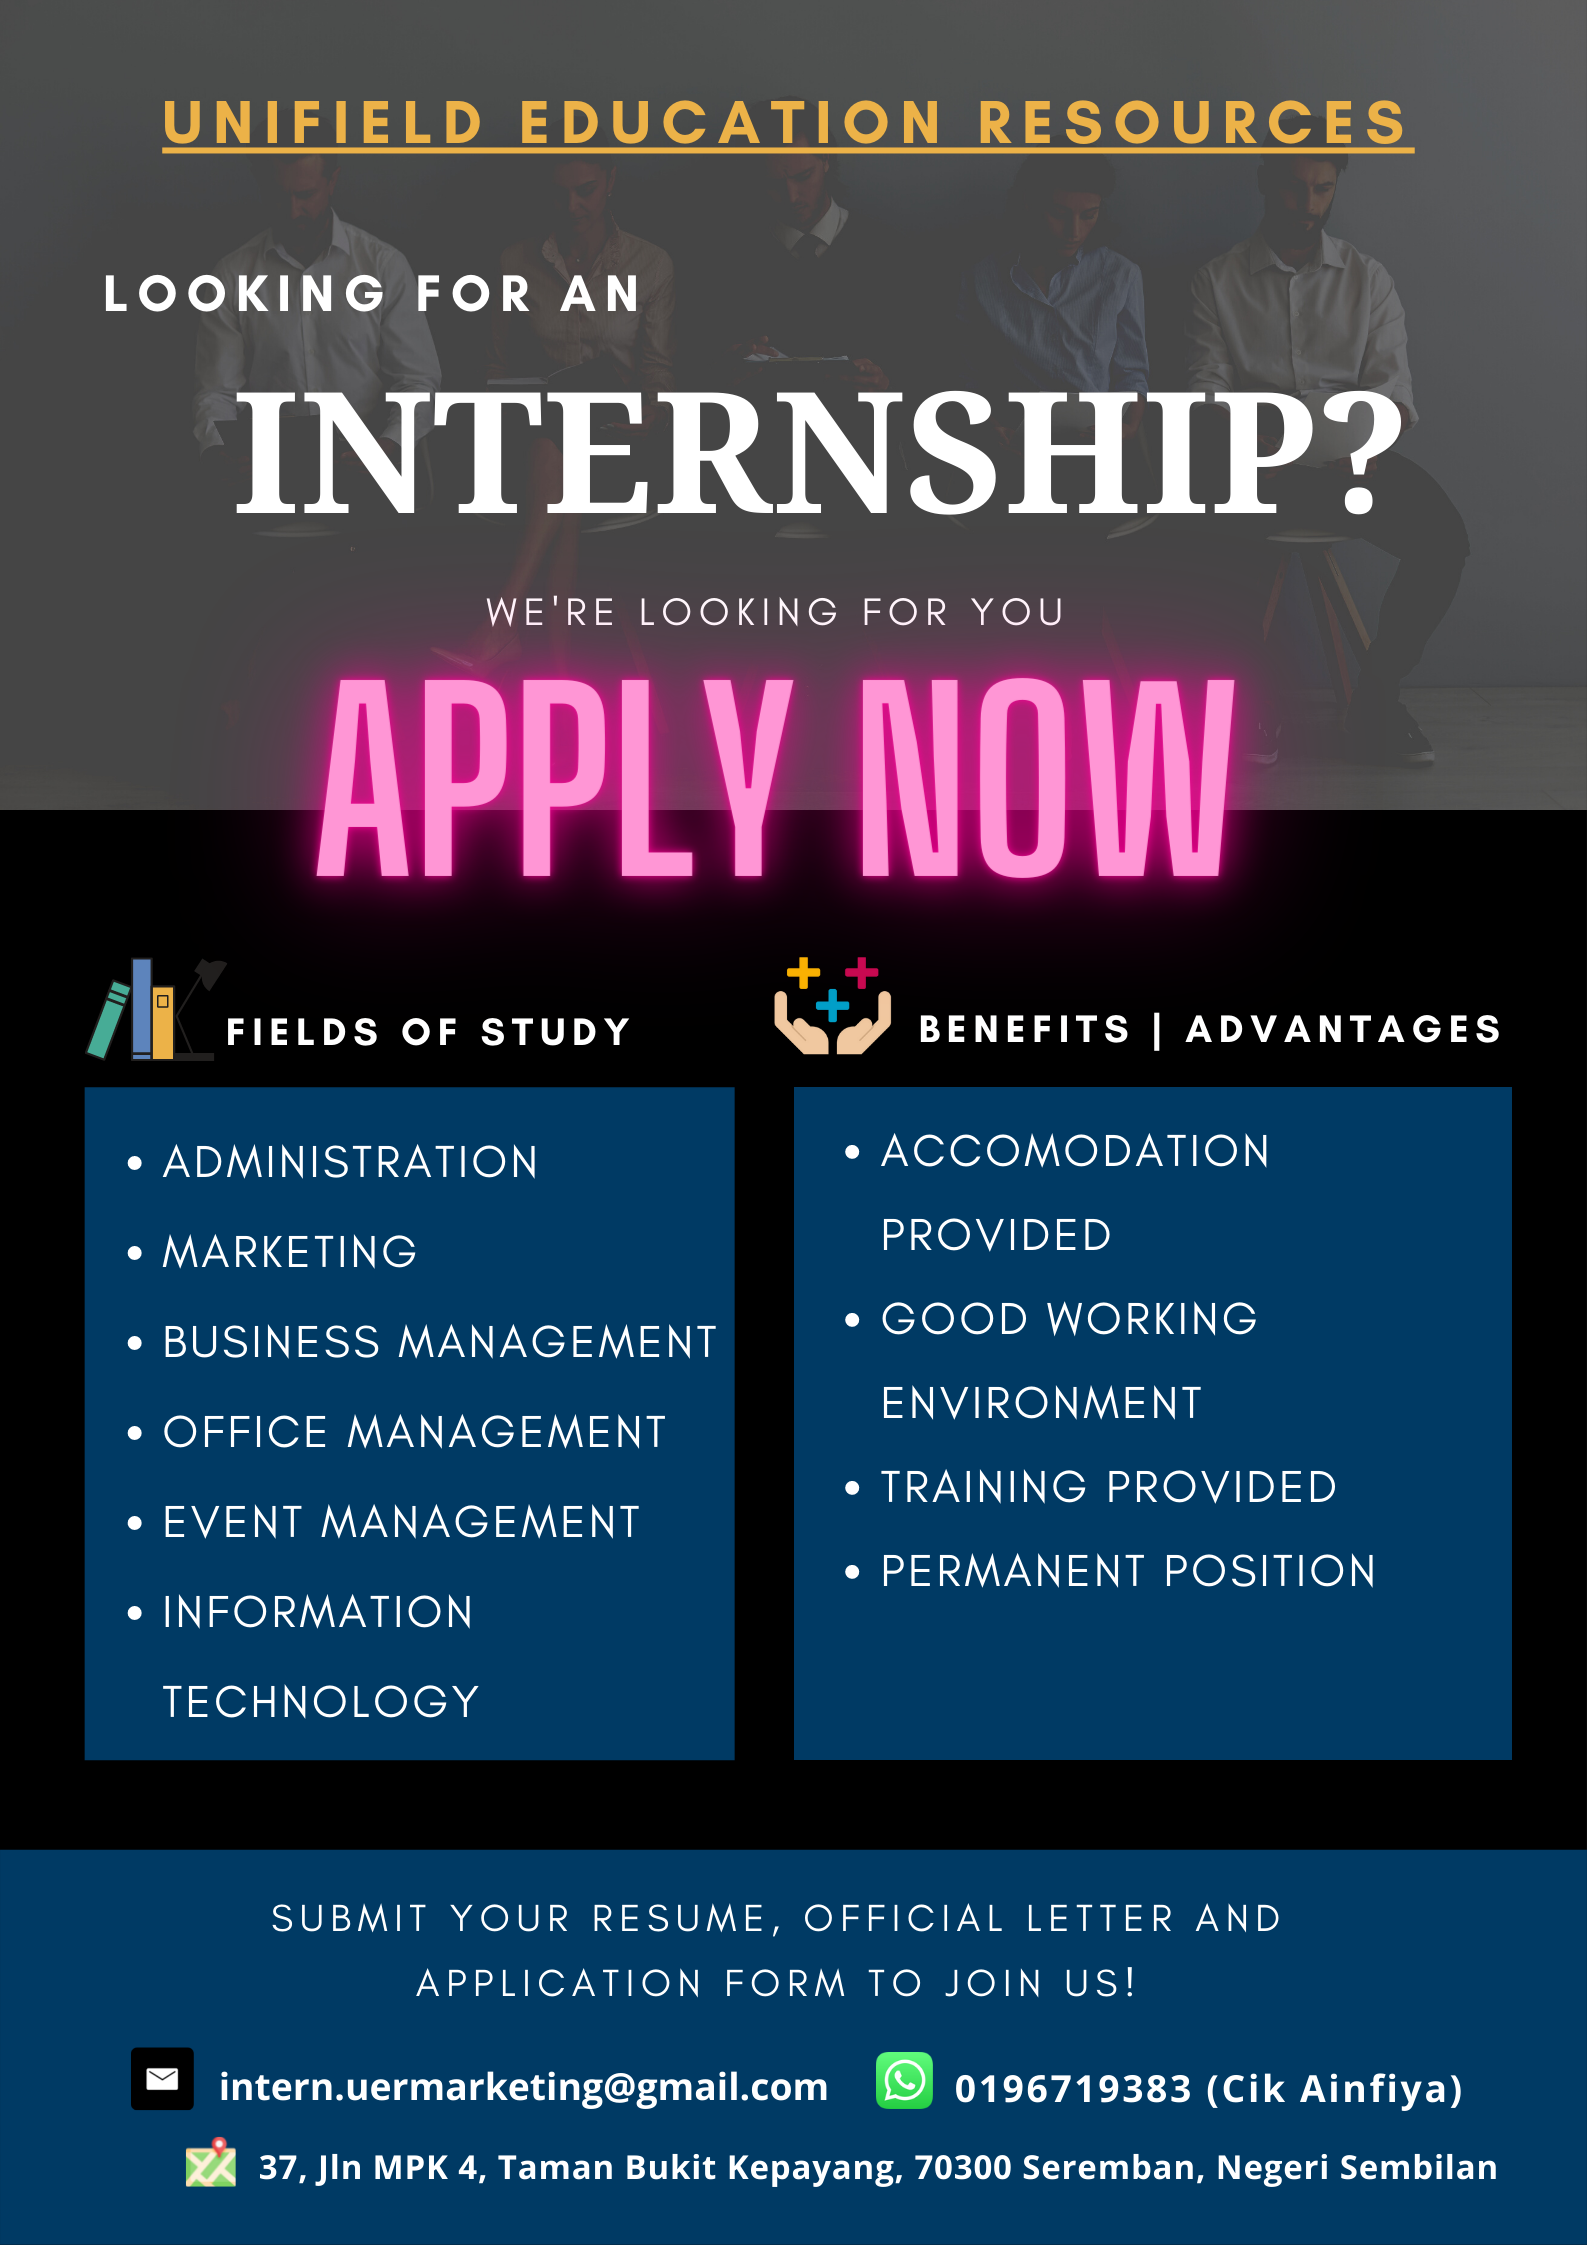 UNIFIELD EDUCATION RESOURCES
LOOKING FOR AN
INTERNSHIP?
WE'RE LOOKING FOR YOU
APPLY NOW
FIELDS OF STUDY
• ADMINISTRATION
• MARKETING
• BUSINESS MANAGEMENT
• OFFICE MANAGEMENT
• EVENT MANAGEMENT
• INFORMATION
TECHNOLOGY
BENEFITS | ADVANTAGES
• ACCOMODATION
PROVIDED
• GOOD WORKING
ENVIRONMENT
• TRAINING PROVIDED
• PERMANENT POSITION
SUBMIT YOUR RESUME, OFFICIAL LETTER AND
APPLICATION FORM TO JOIN US!
intern.uermarketing@gmail.com
0196719383 (Cik Ainfiya)
37, Jln MPK 4, Taman Bukit Kepayang, 70300 Seremban, Negeri Sembilan